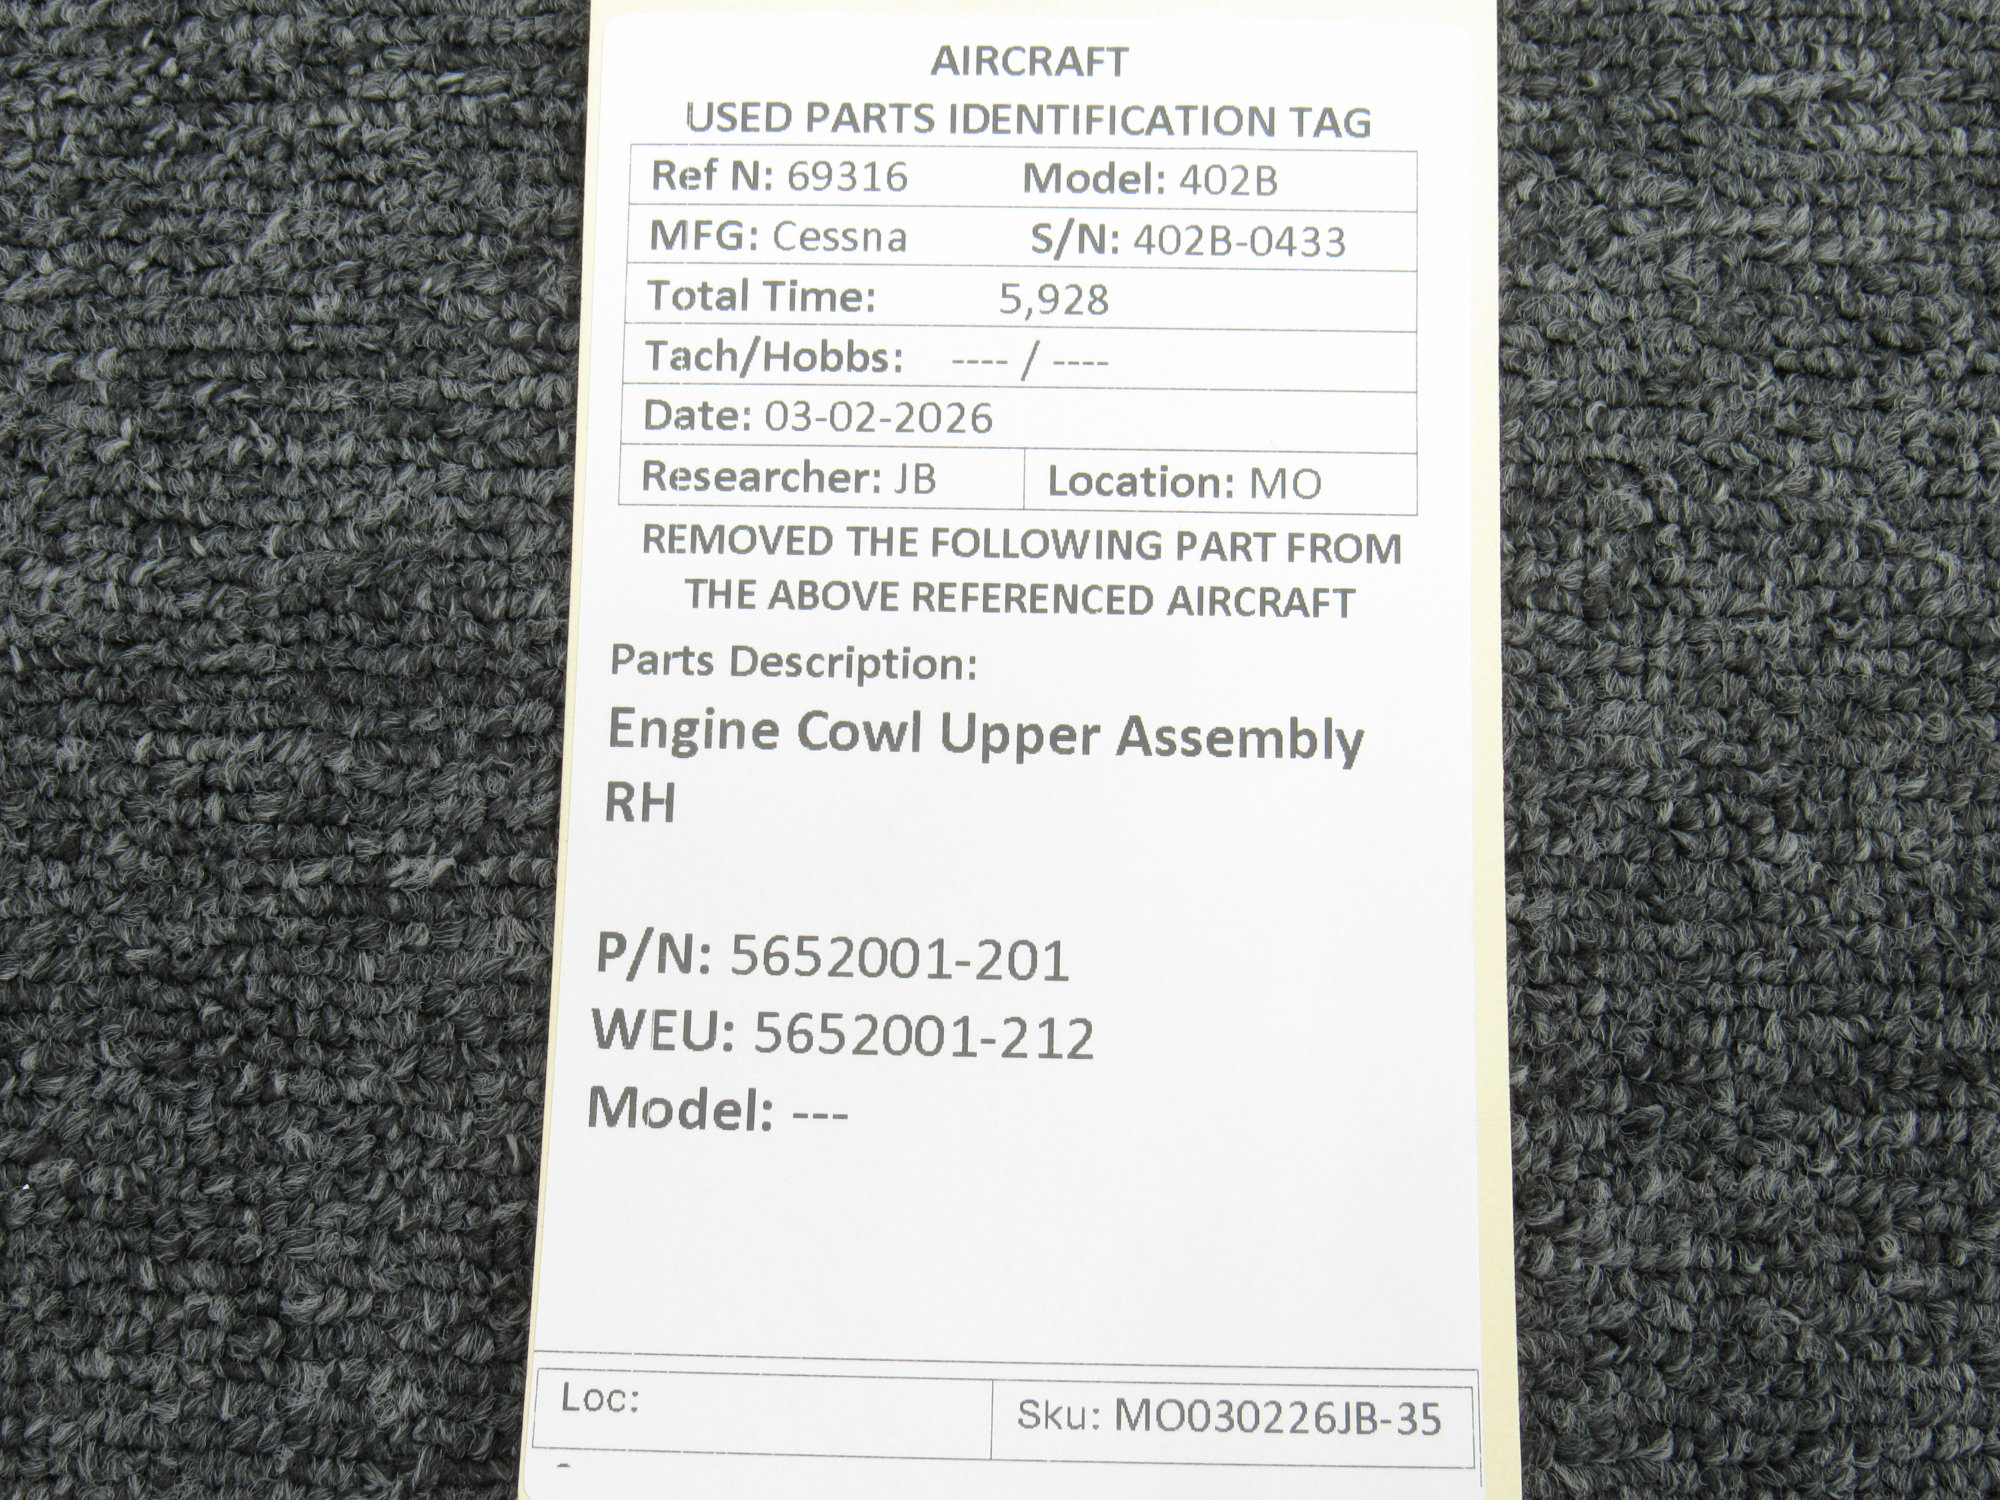 AIRCRAFT
USED PARTS IDENTIFICATION TAG
Ref N: 69316 Model: 402B
MFG: Cessna S/N: 402B-0433
Total Time: 5,928
Tach/Hobbs: ---- / ----
Date: 03-02-2026
Researcher: JB Location: MO
REMOVED THE FOLLOWING PART FROM
THE ABOVE REFERENCED AIRCRAFT
Parts Description:
Engine Cowl Upper Assembly
RH
P/N: 5652001-201
WEU: 5652001-212
Model: ---
Loc: Sku: MO030226JB-35